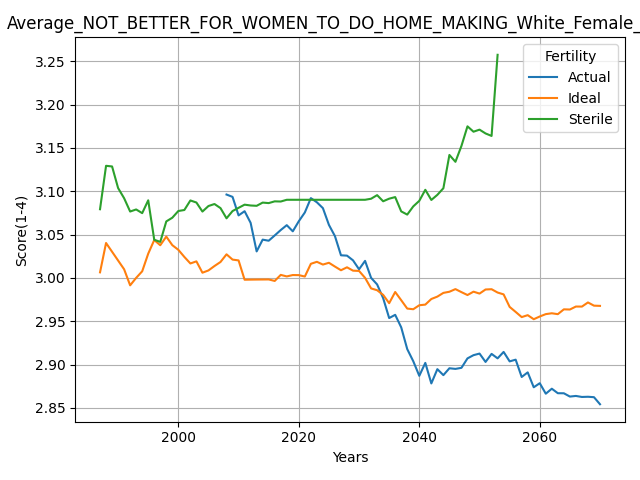 Average_NOT_BETTER_FOR_WOMEN_TO_DO_HOME_MAKING_White_Female_
Fertility
Actual
Ideal
Sterile
3.25
3.20
3.15
3.10
3.05
3.00
2.95
2.90
2.85
Score(1-4)
2000 2020 2040 2060
Years